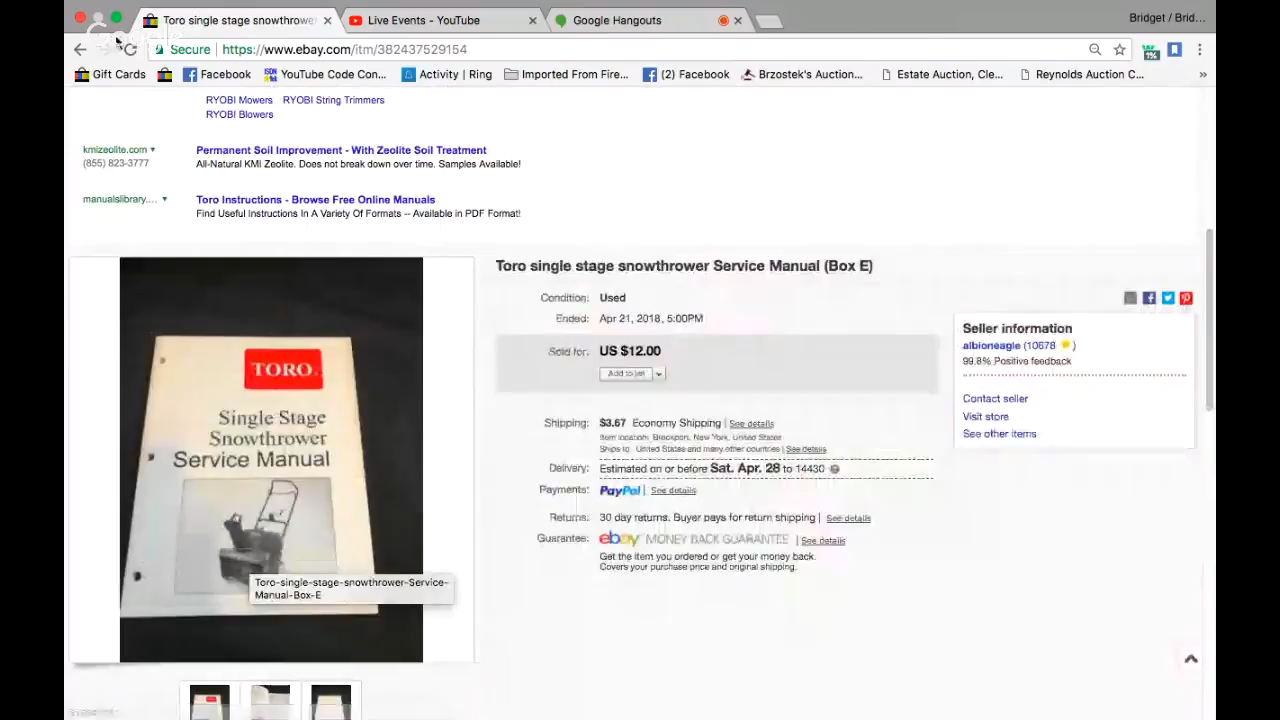 Toro single stage snowthrower
Live Events - YouTube
Google Hangouts
Bridget / Brid...
Google
Secure
https://www.ebay.com/itm/382437529154
Gift Cards
Facebook
YouTube Code Con...
Activity | Ring
Imported From Fire...
(2) Facebook
Brzostek's Auction...
Estate Auction, Cle...
Reynolds Auction C...
»
RYOBI Mowers RYOBI String Trimmers
RYOBI Blowers
kmizeolite.com
(855) 823-3777
Permanent Soil Improvement - With Zeolite Soil Treatment
All-Natural KMI Zeolite. Does not break down over time. Samples Available!
manualslibrary....
Toro Instructions - Browse Free Online Manuals
Find Useful Instructions In A Variety Of Formats -- Available in PDF Format!
TORO
Single Stage
Snowthrower
Service Manual
Toro-single-stage-snowthrower-Service-
Manual-Box-E
Toro single stage snowthrower Service Manual (Box E)
Condition: Used
Ended: Apr 21, 2018, 5:00PM
Sold for: US $12.00
Add to list
Shipping: $3.67 Economy Shipping | See details
Item location: Brockport, New York, United States
Ships to: United States and many other countries | See details
Delivery: Estimated on or before Sat. Apr. 28 to 14430
Payments: PayPal | See details
Returns: 30 day returns. Buyer pays for return shipping | See details
Guarantee: ebay MONEY BACK GUARANTEE | See details
Get the item you ordered or get your money back.
Covers your purchase price and original shipping.
Seller information
albioneagle (10678 )
99.8% Positive feedback
Contact seller
Visit store
See other items